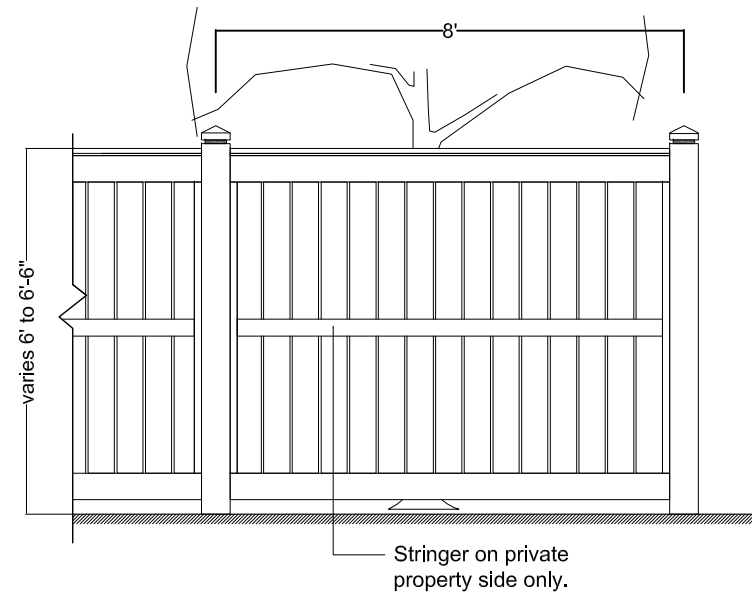 8'
varies 6' to 6'-6"
Stringer on private
property side only.